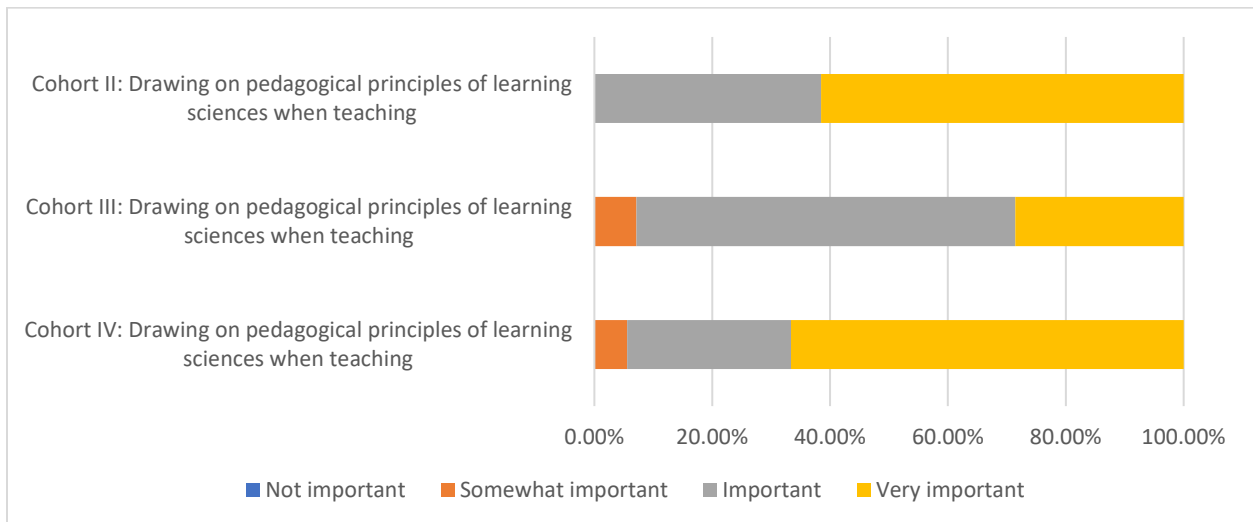 Cohort II: Drawing on pedagogical principles of learning
sciences when teaching
Cohort III: Drawing on pedagogical principles of learning
sciences when teaching
Cohort IV: Drawing on pedagogical principles of learning
sciences when teaching
0.00% 20.00% 40.00% 60.00% 80.00% 100.00%
Not important Somewhat important Important Very important